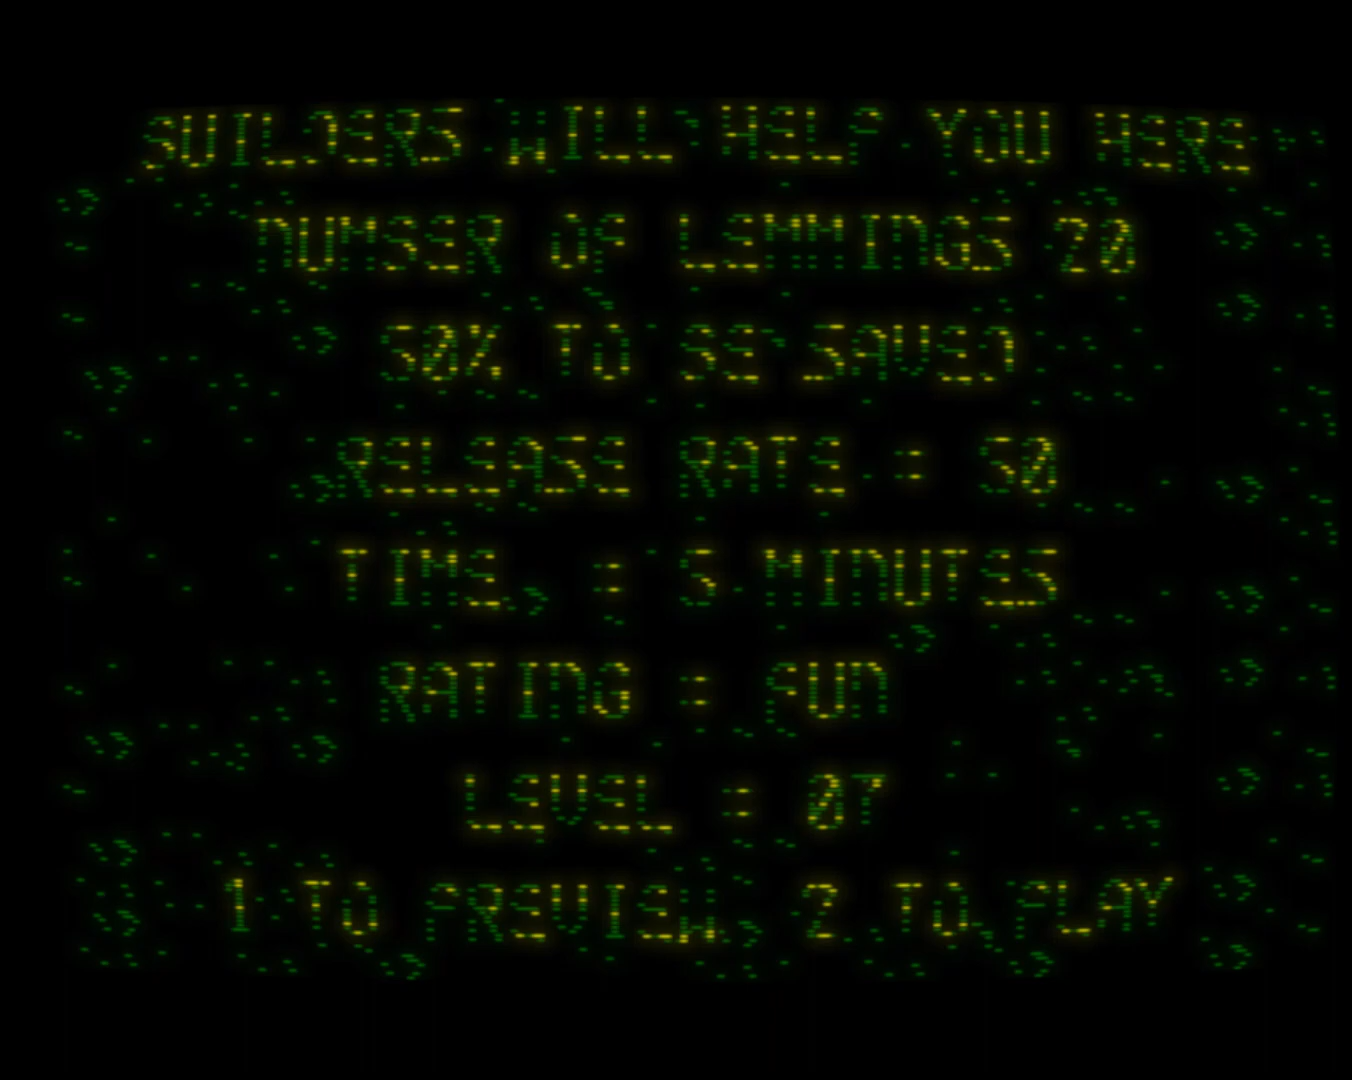 BUILDERS WILL HELP YOU HERE
NUMBER OF LEMMINGS 20
50% TO BE SAVED
RELEASE RATE : 50
TIME : 5 MINUTES
RATING : FUN
LEVEL : 07
1 TO PREVIEW 2 TO PLAY